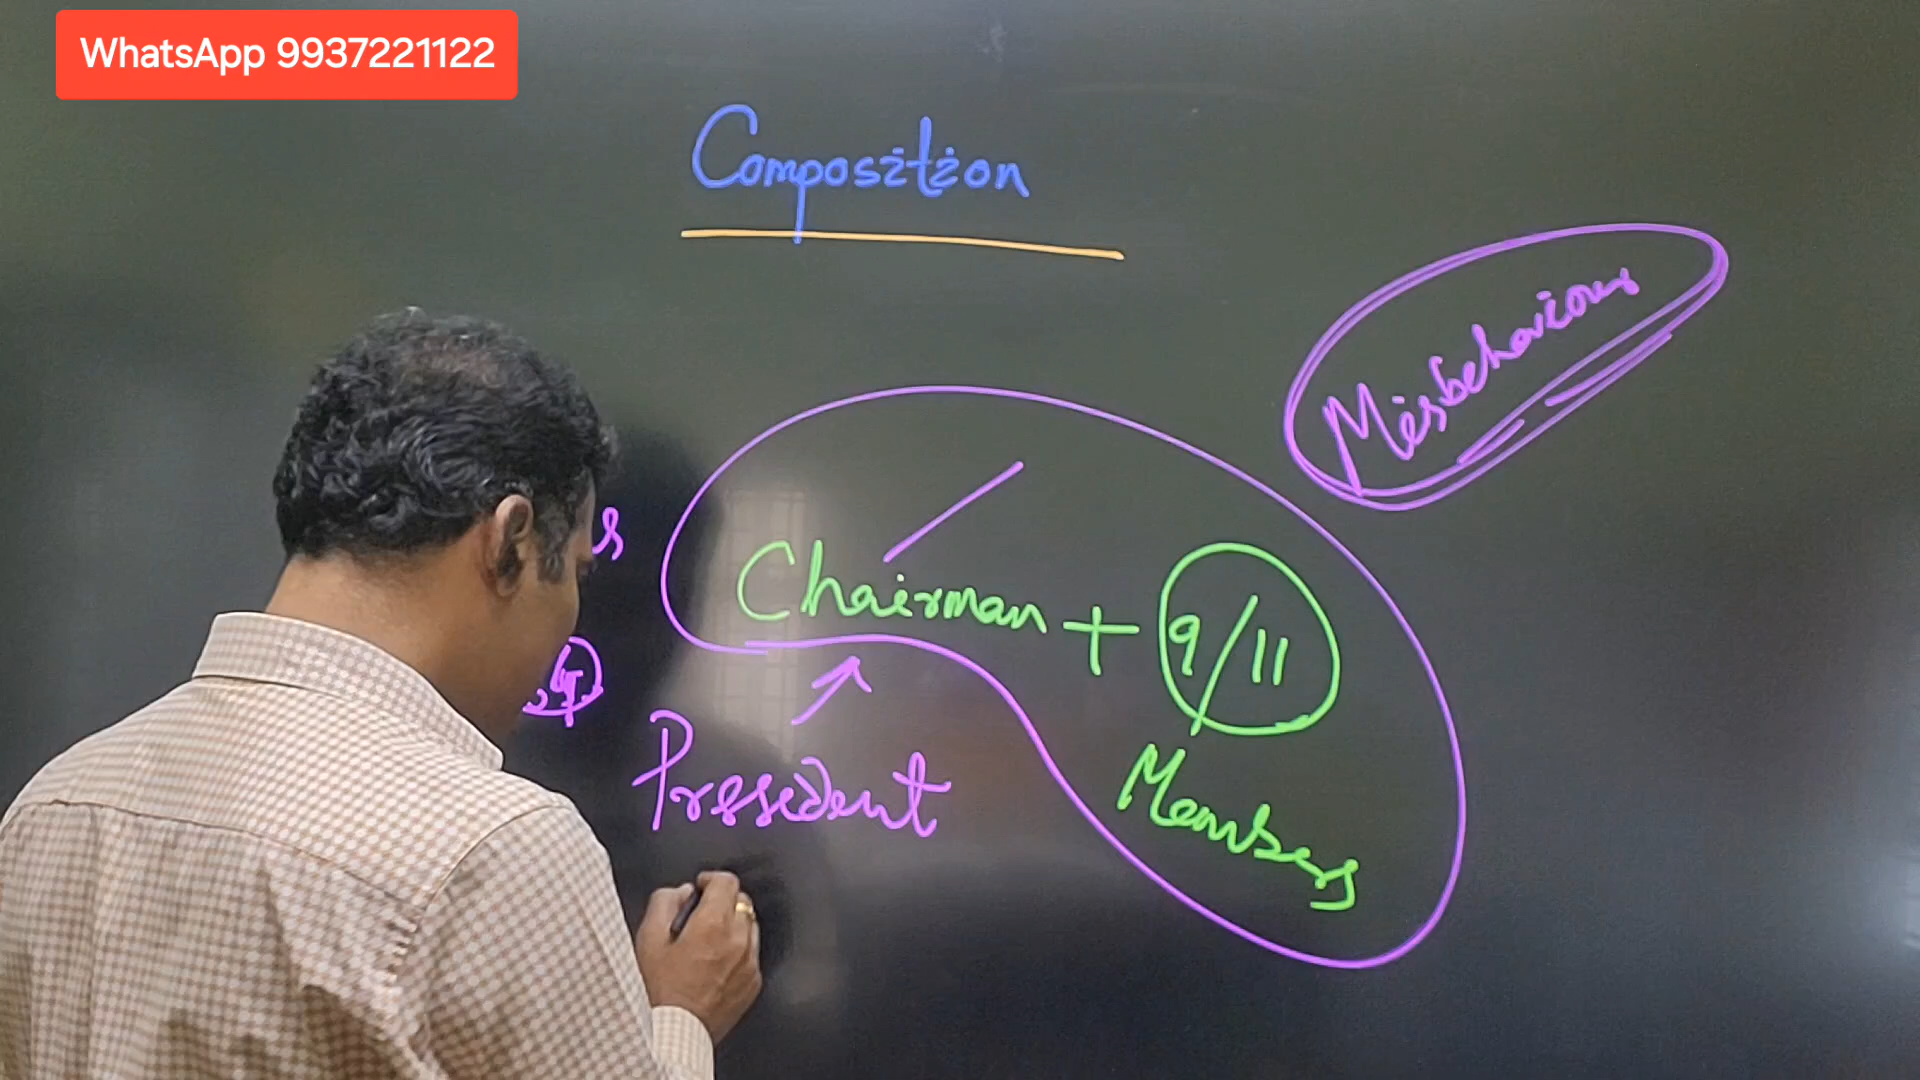 WhatsApp 9937221122
Composition
Misbehaviour
Chairman + 9/11
Members
President